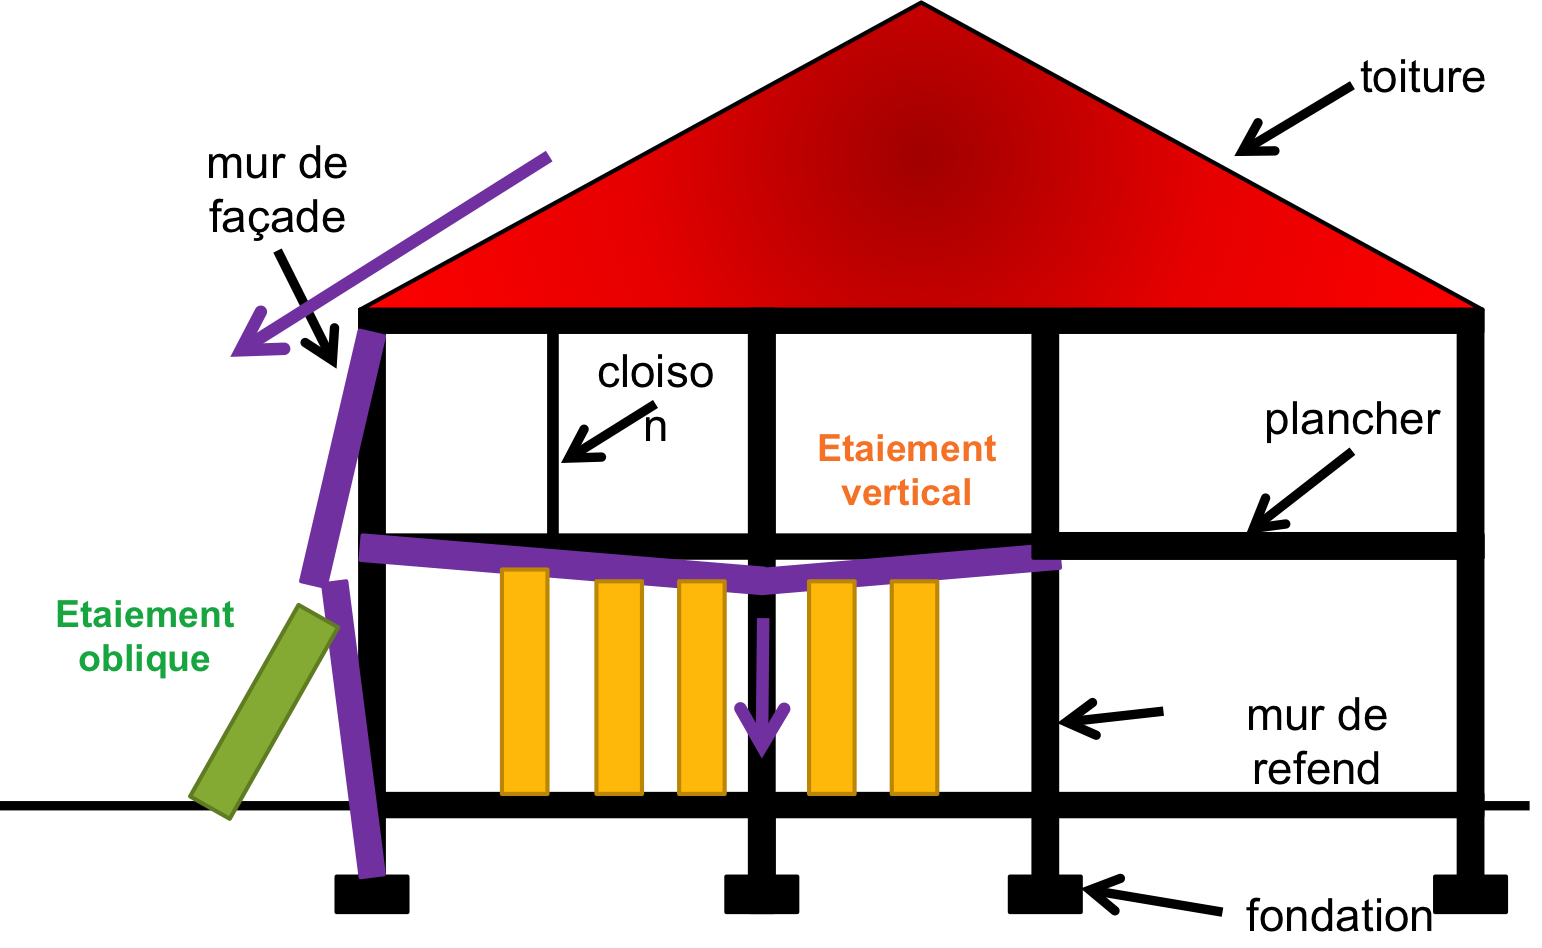 toiture
mur de
façade
cloiso
n
plancher
Etaiement
vertical
Etaiement
oblique
mur de
refend
fondation